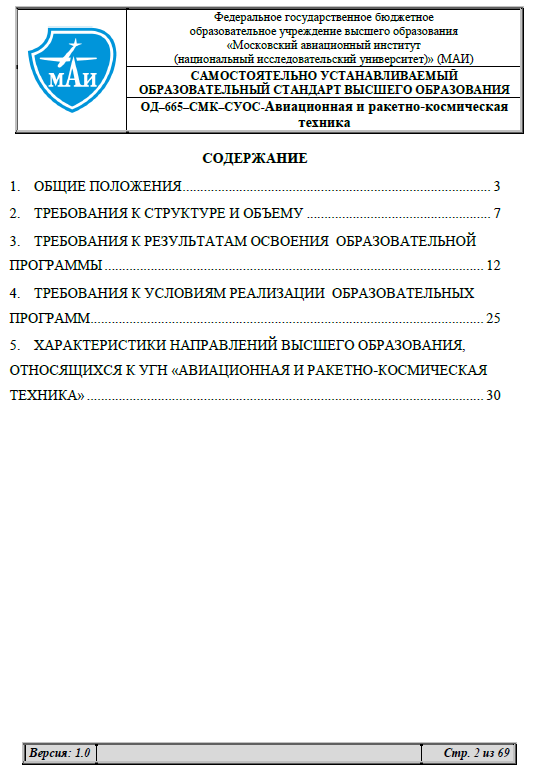 МАИ
Федеральное государственное бюджетное
образовательное учреждение высшего образования
«Московский авиационный институт
(национальный исследовательский университет)» (МАИ)
САМОСТОЯТЕЛЬНО УСТАНАВЛИВАЕМЫЙ
ОБРАЗОВАТЕЛЬНЫЙ СТАНДАРТ ВЫСШЕГО ОБРАЗОВАНИЯ
ОД–665–СМК–СУОС-Авиационная и ракетно-космическая
техника
СОДЕРЖАНИЕ
1. ОБЩИЕ ПОЛОЖЕНИЯ 3
2. ТРЕБОВАНИЯ К СТРУКТУРЕ И ОБЪЕМУ 7
3. ТРЕБОВАНИЯ К РЕЗУЛЬТАТАМ ОСВОЕНИЯ ОБРАЗОВАТЕЛЬНОЙ
ПРОГРАММЫ 12
4. ТРЕБОВАНИЯ К УСЛОВИЯМ РЕАЛИЗАЦИИ ОБРАЗОВАТЕЛЬНЫХ
ПРОГРАММ 25
5. ХАРАКТЕРИСТИКИ НАПРАВЛЕНИЙ ВЫСШЕГО ОБРАЗОВАНИЯ,
ОТНОСЯЩИХСЯ К УГН «АВИАЦИОННАЯ И РАКЕТНО-КОСМИЧЕСКАЯ
ТЕХНИКА» 30
Версия: 1.0
Стр. 2 из 69